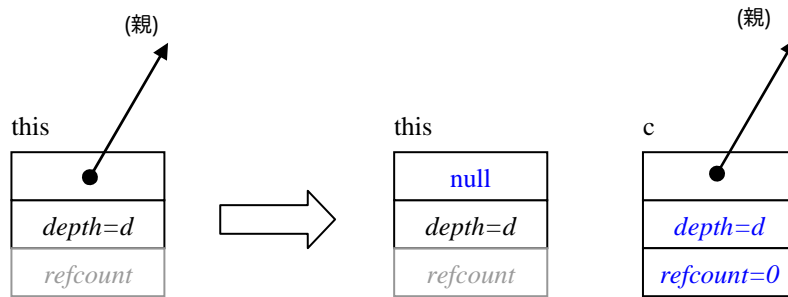 (親)
this
depth=d
refcount
(親)
this
null
depth=d
refcount
c
depth=d
refcount=0